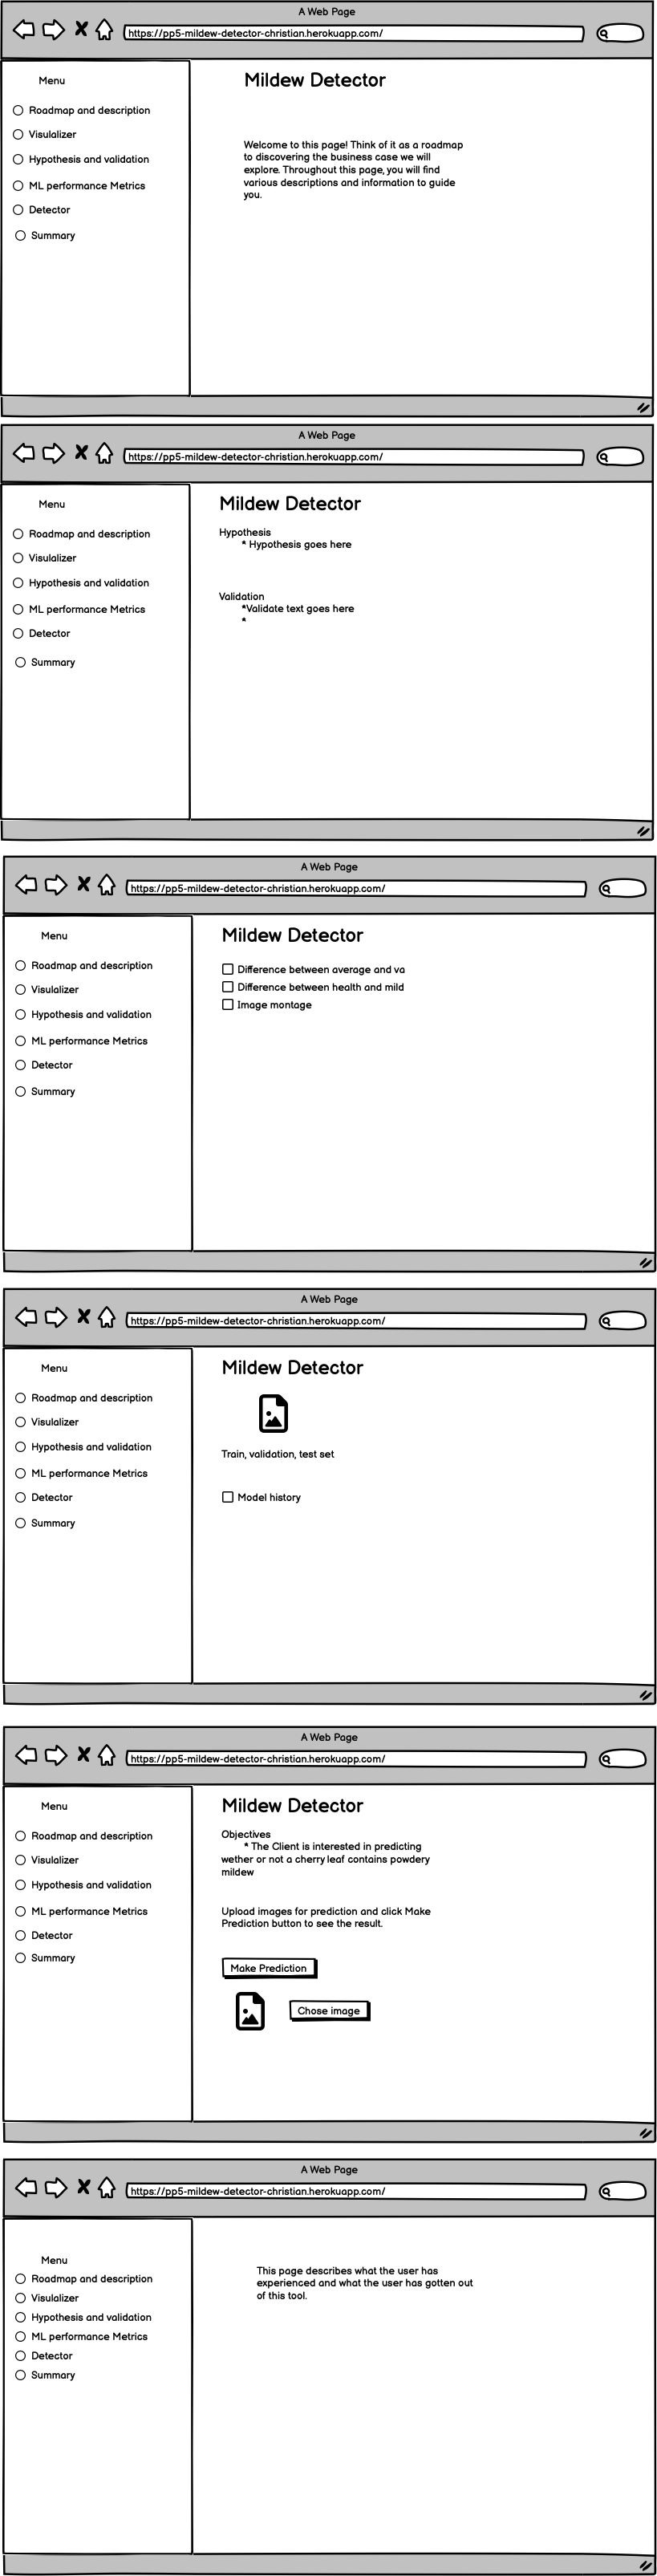 A Web Page
https://pp5-mildew-detector-christian.herokuapp.com/
Menu
Roadmap and description
Visulalizer
Hypothesis and validation
ML performance Metrics
Detector
Summary
Mildew Detector
Welcome to this page! Think of it as a roadmap
to discovering the business case we will
explore. Throughout this page, you will find
various descriptions and information to guide
you.
A Web Page
https://pp5-mildew-detector-christian.herokuapp.com/
Menu
Roadmap and description
Visulalizer
Hypothesis and validation
ML performance Metrics
Detector
Summary
Mildew Detector
Hypothesis
* Hypothesis goes here
Validation
*Validate text goes here
*
A Web Page
https://pp5-mildew-detector-christian.herokuapp.com/
Menu
Roadmap and description
Visulalizer
Hypothesis and validation
ML performance Metrics
Detector
Summary
Mildew Detector
Difference between average and va
Difference between health and mild
Image montage
A Web Page
https://pp5-mildew-detector-christian.herokuapp.com/
Menu
Roadmap and description
Visulalizer
Hypothesis and validation
ML performance Metrics
Detector
Summary
Mildew Detector
Train, validation, test set
Model history
A Web Page
https://pp5-mildew-detector-christian.herokuapp.com/
Menu
Roadmap and description
Visulalizer
Hypothesis and validation
ML performance Metrics
Detector
Summary
Mildew Detector
Objectives
* The Client is interested in predicting
wether or not a cherry leaf contains powdery
mildew
Upload images for prediction and click Make
Prediction button to see the result.
Make Prediction
Chose image
A Web Page
https://pp5-mildew-detector-christian.herokuapp.com/
Menu
Roadmap and description
Visulalizer
Hypothesis and validation
ML performance Metrics
Detector
Summary
This page describes what the user has
experienced and what the user has gotten out
of this tool.